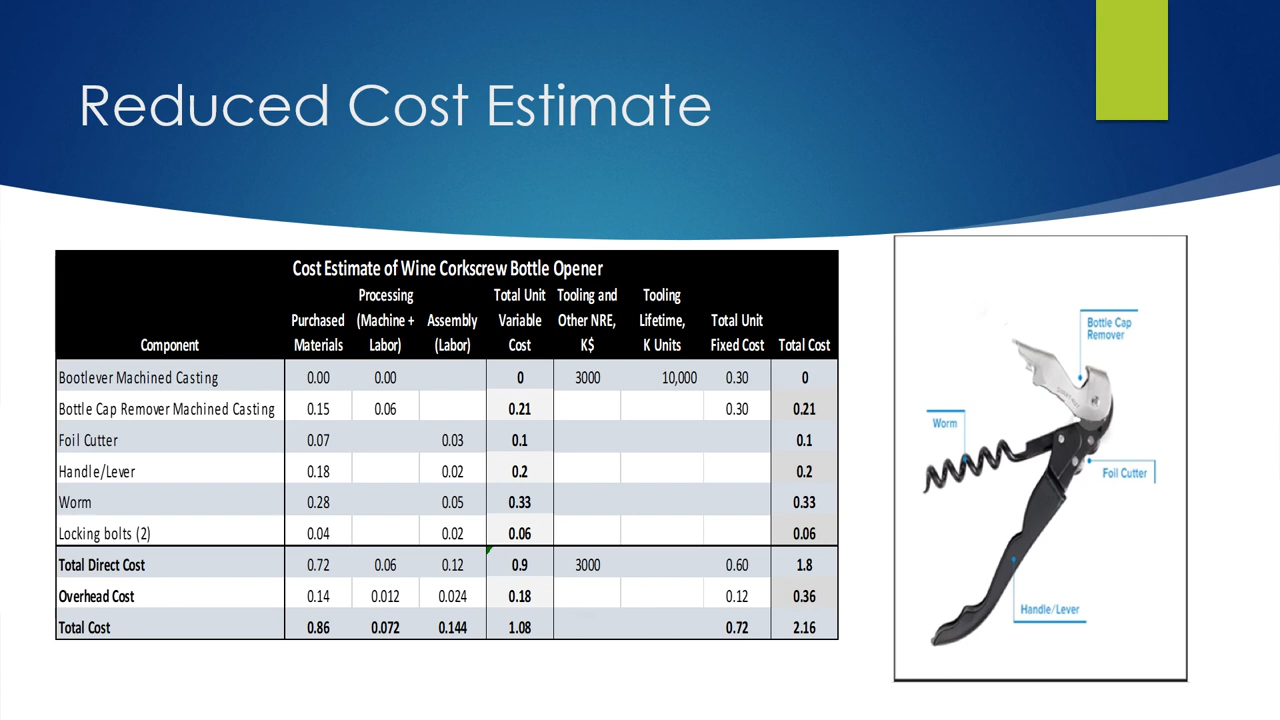 Reduced Cost Estimate
Cost Estimate of Wine Corkscrew Bottle Opener
Component Purchased Materials Processing (Machine + Labor) Assembly (Labor) Total Unit Variable Cost Tooling and Other NRE, K$ Tooling Lifetime, K Units Total Unit Fixed Cost Total Cost
Bootlever Machined Casting 0.00 0.00 0 3000 10,000 0.30 0
Bottle Cap Remover Machined Casting 0.15 0.06 0.21 0.30 0.21
Foil Cutter 0.07 0.03 0.1 0.1
Handle/Lever 0.18 0.02 0.2 0.2
Worm 0.28 0.05 0.33 0.33
Locking bolts (2) 0.04 0.02 0.06 0.06
Total Direct Cost 0.72 0.06 0.12 0.9 3000 0.60 1.8
Overhead Cost 0.14 0.012 0.024 0.18 0.12 0.36
Total Cost 0.86 0.072 0.144 1.08 0.72 2.16
Bottle Cap
Remover
Worm
Foil Cutter
Handle/Lever